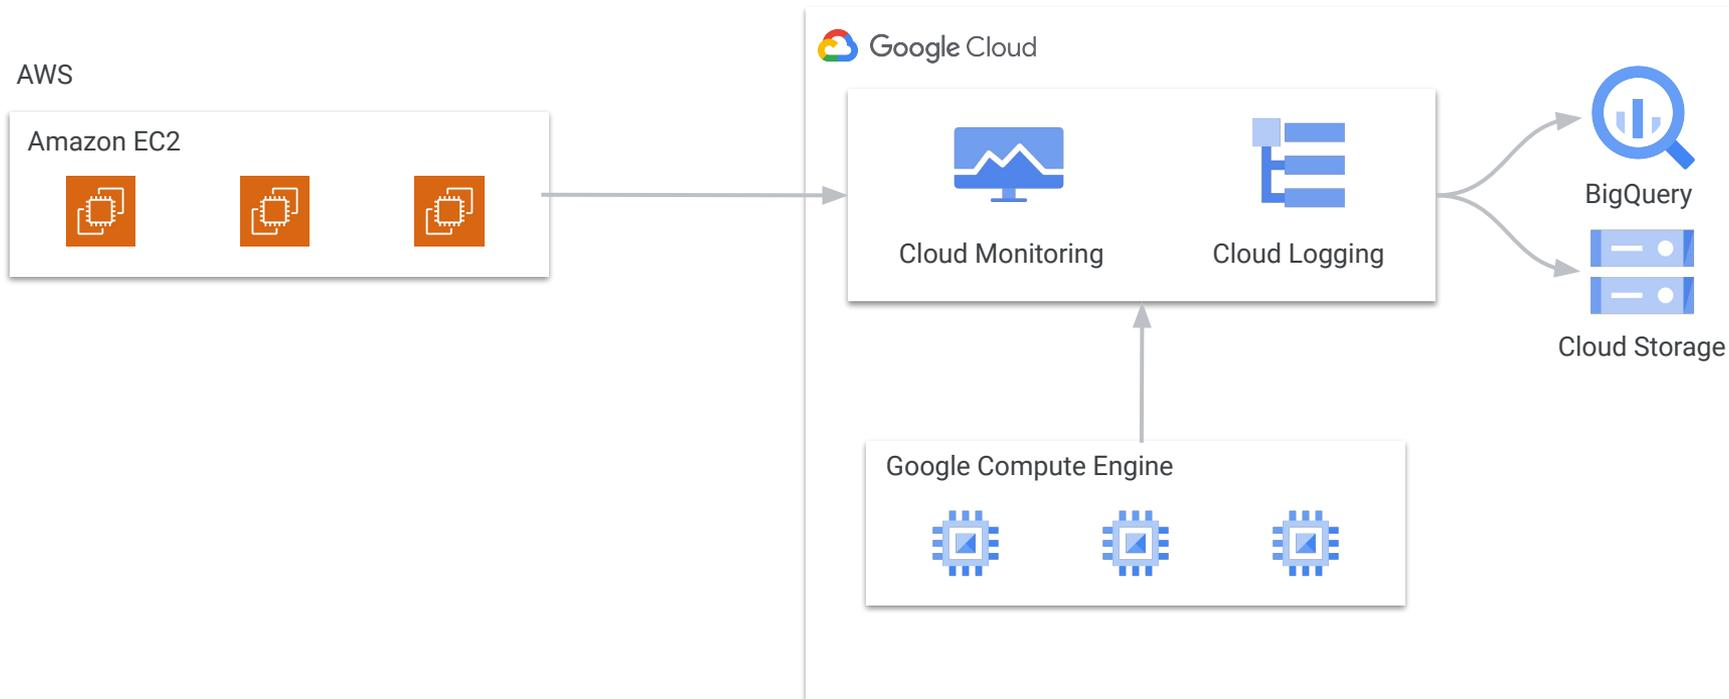 AWS
Amazon EC2
Google Cloud
Cloud Monitoring
Cloud Logging
BigQuery
Cloud Storage
Google Compute Engine